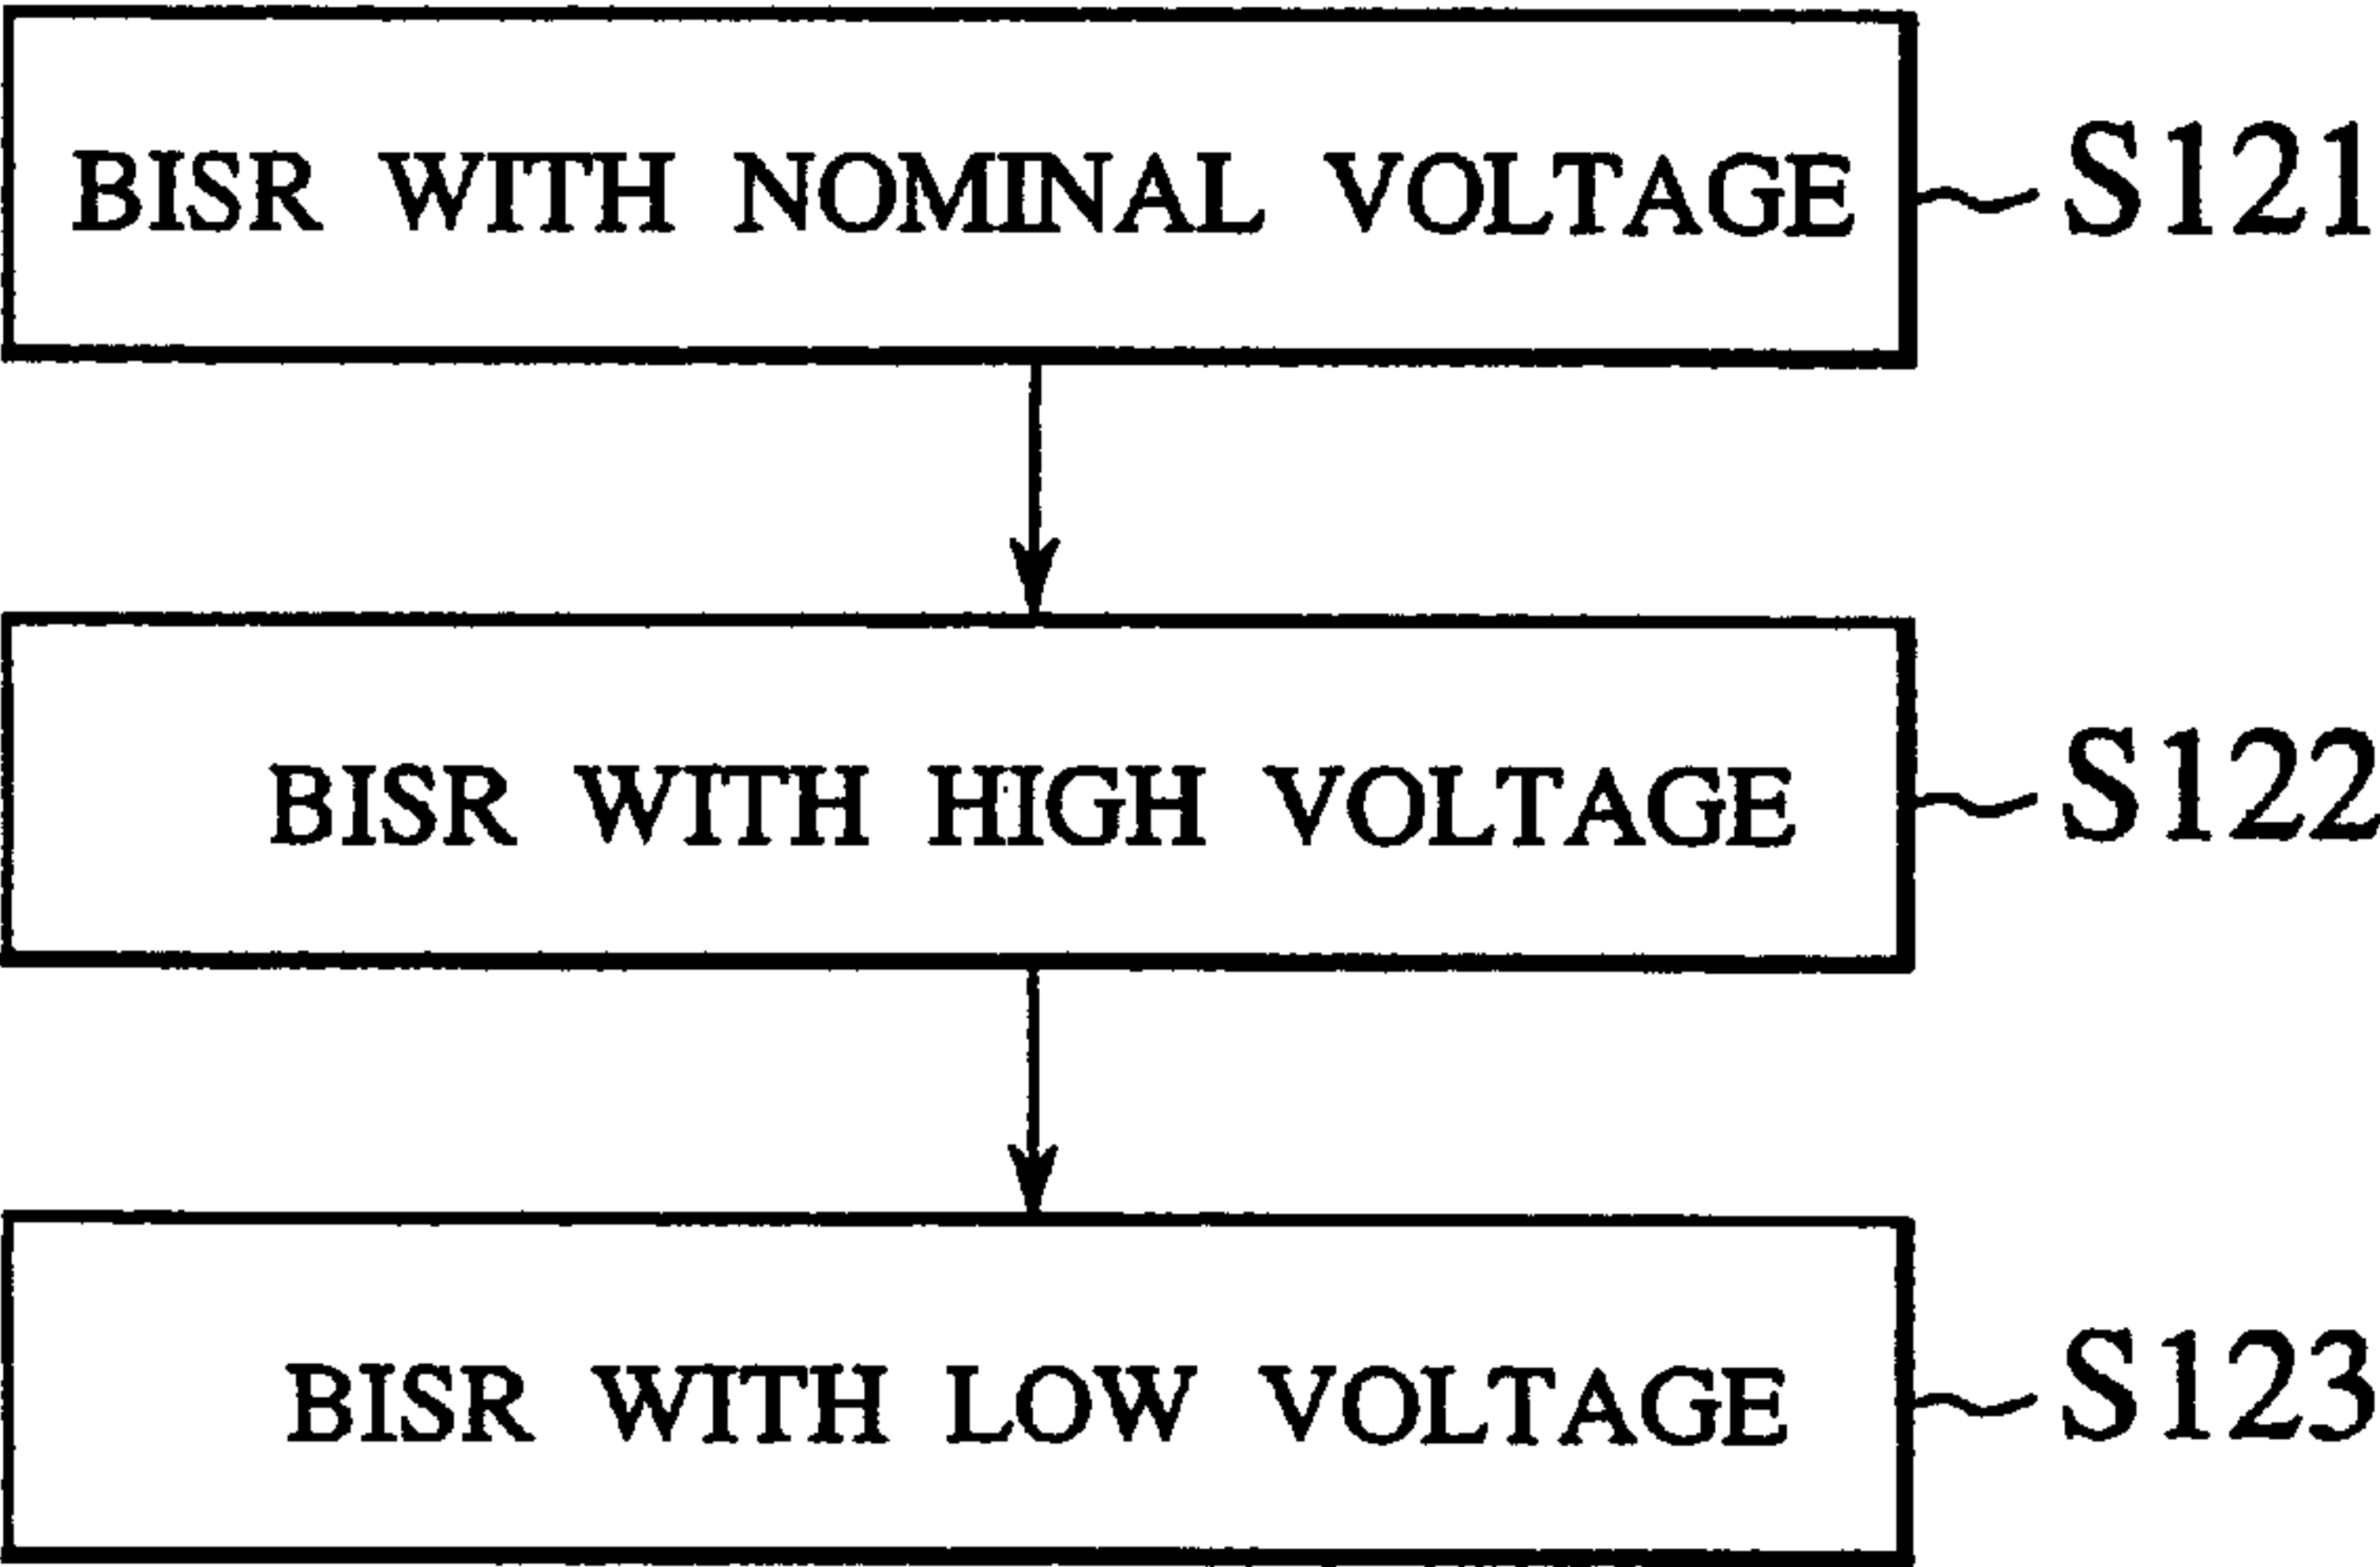 BISR WITH NOMINAL VOLTAGE S121
BISR WITH HIGH VOLTAGE S122
BISR WITH LOW VOLTAGE S123